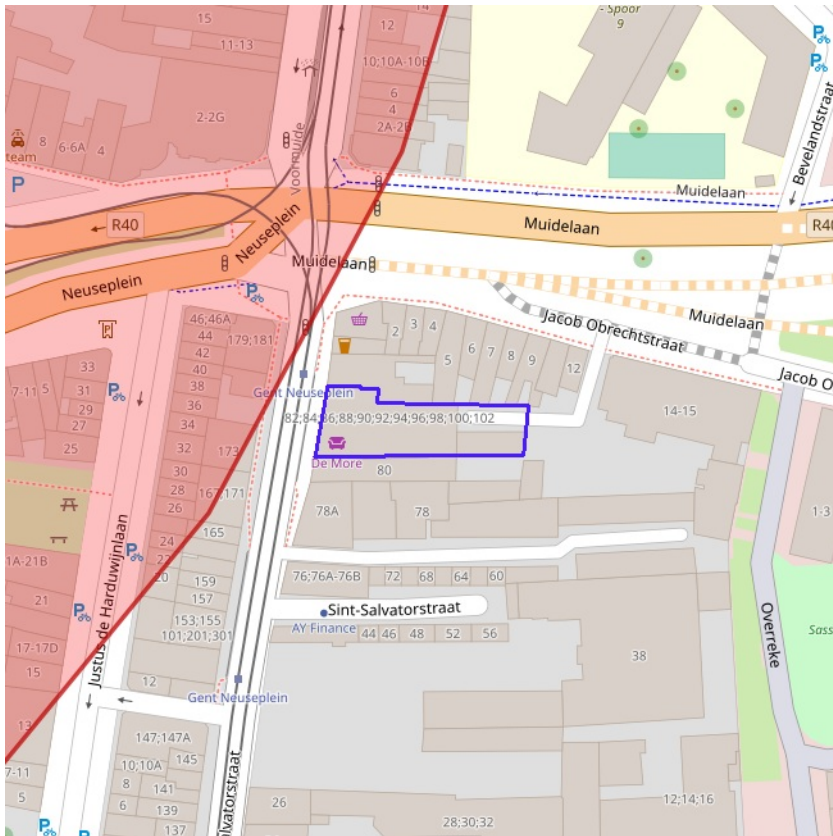 15
11-13
14
12
- Spoor
9
10;10A-10B
6
4
2A-2B
2-2G
8
6-6A
4
team
P
Voormuide
Bevelandstraat
Muidelaan
R40
Neuseplein
Muidelaan
R40
Neuseplein
Muidelaan
Muidelaan
Jacob Obrechtstraat
Jacob O
46;46A
44
42
40
38
36
34
32
30
28
26
24
22
20
179;181
173
167;171
165
159
157
153;155
101;201;301
12
33
7-11
5
31
29
27
25
2
3
4
5
6
7
8
9
12
14-15
Gent Neuseplein
82;84;86;88;90;92;94;96;98;100;102
De More
80
78A
78
1-3
76;76A-76B
72
68
64
60
Sint-Salvatorstraat
AY Finance
44
46
48
52
56
38
Overreke
Sass
1A-21B
21
17-17D
15
13
7-11
5
Justus de Harduwijnlaan
Gent Neuseplein
147;147A
10;10A
145
8
141
6
139
137
alvatorstraat
26
28;30;32
12;14;16